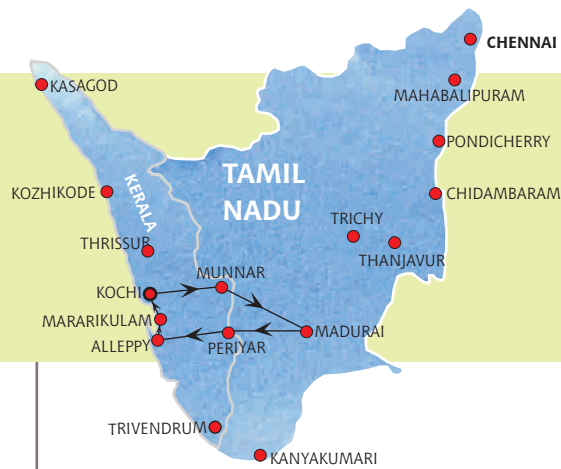 CHENNAI
KASAGOD
MAHABALIPURAM
PONDICHERRY
KOZHIKODE
KERALA
TAMIL
NADU
CHIDAMBARAM
TRICHY
THRISSUR
THANJAVUR
MUNNAR
KOCHI
MARARIKULAM
MADURAI
ALLEPPY
PERIYAR
TRIVENDRUM
KANYAKUMARI